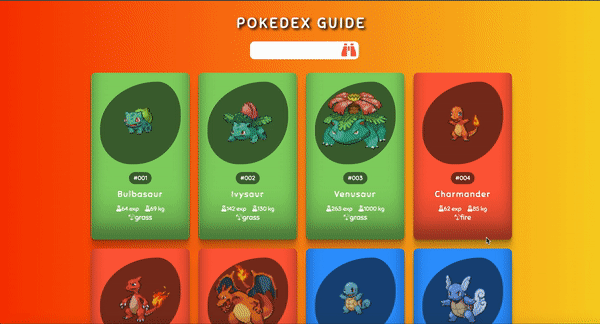 POKEDEX GUIDE
#001
Bulbasaur
64 exp 69 kg
grass
#002
Ivysaur
142 exp 130 kg
grass
#003
Venusaur
263 exp 1000 kg
grass
#004
Charmander
62 exp 85 kg
fire